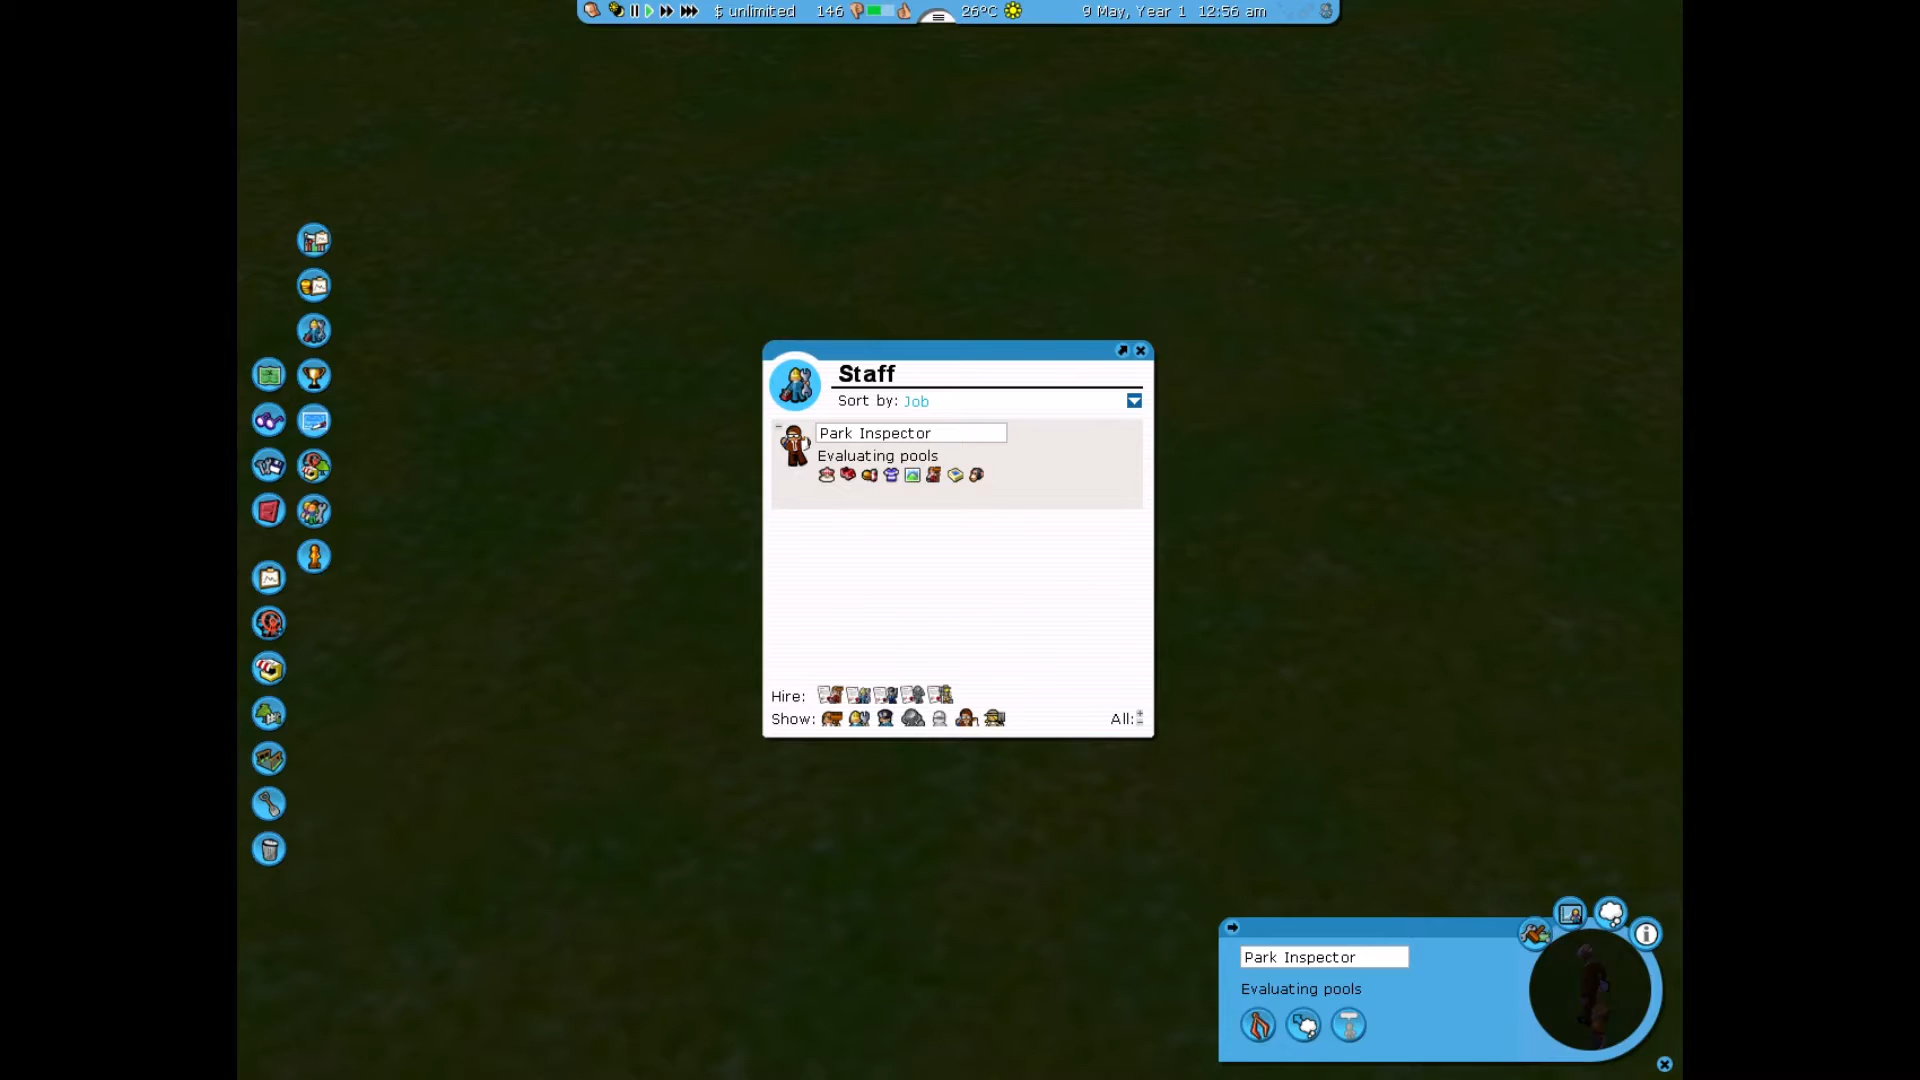 $ unlimited 146 26°C 9 May, Year 1 12:56 am
Staff
Sort by: Job
Park Inspector
Evaluating pools
Hire:
Show: All:
Park Inspector
Evaluating pools